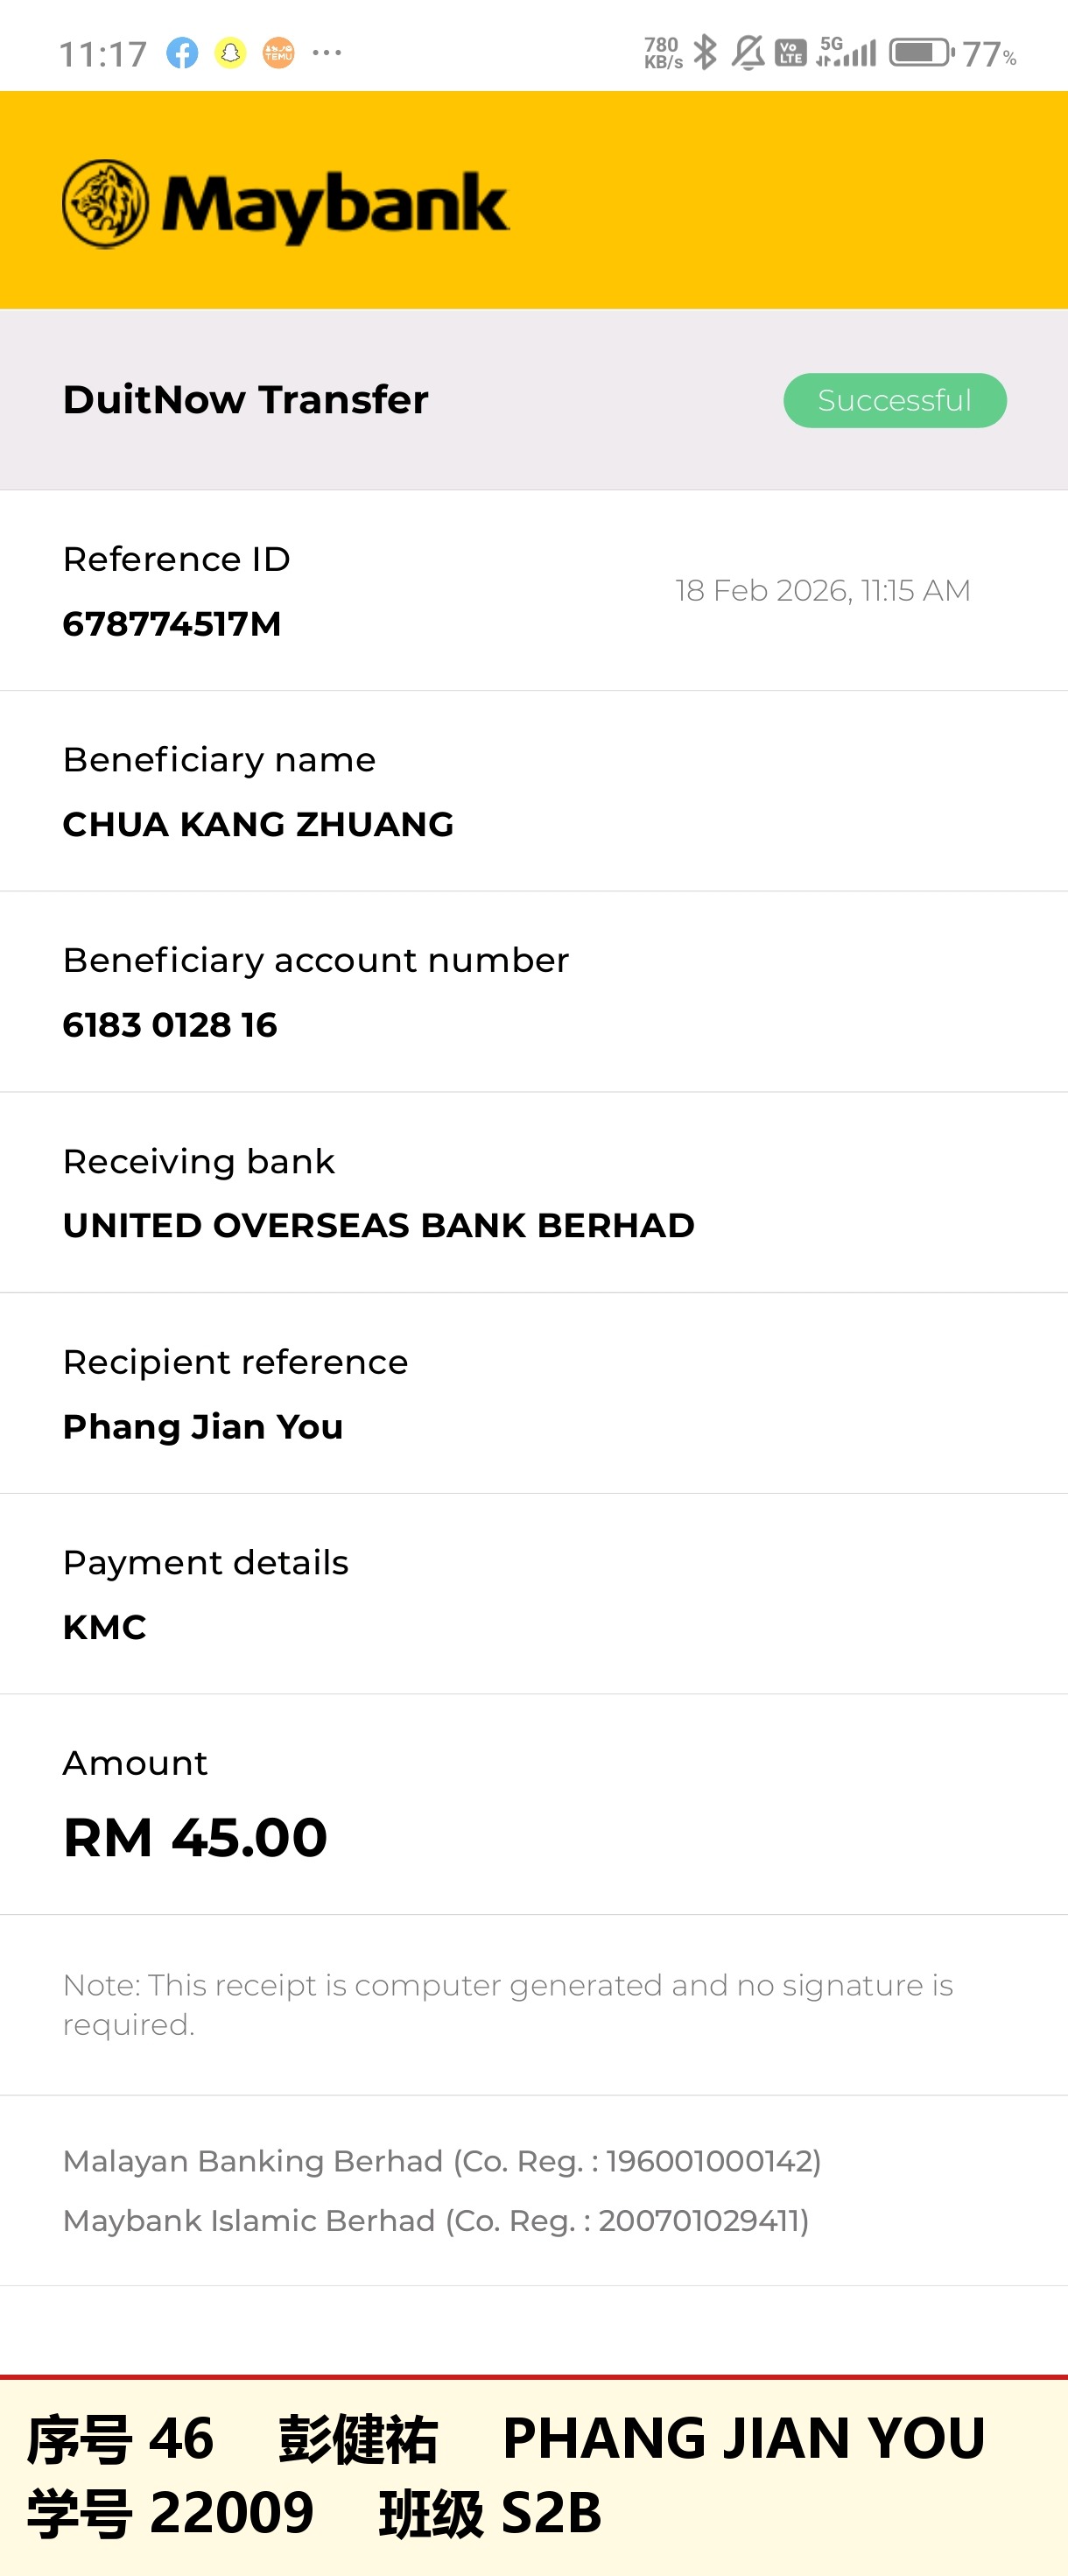 11:17 TEMU ... 780 KB/s VoLTE 5G 77%
Maybank
DuitNow Transfer Successful
Reference ID
18 Feb 2026, 11:15 AM
678774517M
Beneficiary name
CHUA KANG ZHUANG
Beneficiary account number
6183 0128 16
Receiving bank
UNITED OVERSEAS BANK BERHAD
Recipient reference
Phang Jian You
Payment details
KMC
Amount
RM 45.00
Note: This receipt is computer generated and no signature is
required.
Malayan Banking Berhad (Co. Reg. : 196001000142)
Maybank Islamic Berhad (Co. Reg. : 200701029411)
序号 46 彭健祐 PHANG JIAN YOU
学号 22009 班级 S2B